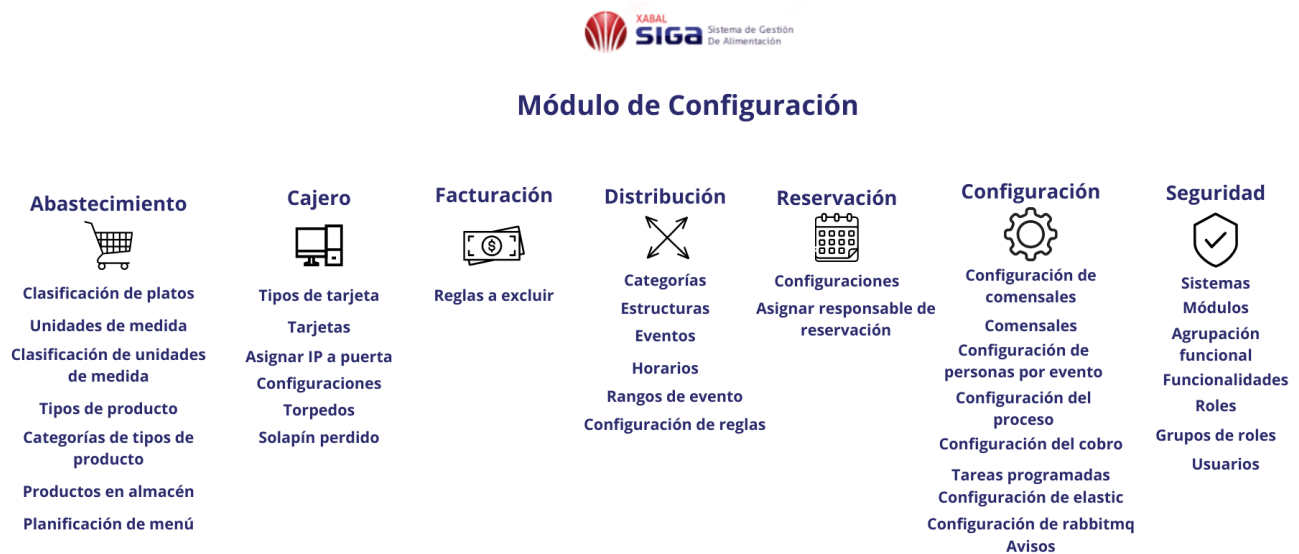 XABAL
SIGa
Sistema de Gestión
De Alimentación
Módulo de Configuración
Abastecimiento
Clasificación de platos
Unidades de medida
Clasificación de unidades
de medida
Tipos de producto
Categorías de tipos de
producto
Productos en almacén
Planificación de menú
Cajero
Tipos de tarjeta
Tarjetas
Asignar IP a puerta
Configuraciones
Torpedos
Solapín perdido
Facturación
$
Reglas a excluir
Distribución
Categorías
Estructuras
Eventos
Horarios
Rangos de evento
Configuración de reglas
Reservación
Configuraciones
Asignar responsable de
reservación
Configuración
Configuración de
comensales
Comensales
Configuración de
personas por evento
Configuración del
proceso
Configuración del cobro
Tareas programadas
Configuración de elastic
Configuración de rabbitmq
Avisos
Seguridad
Sistemas
Módulos
Agrupación
funcional
Funcionalidades
Roles
Grupos de roles
Usuarios